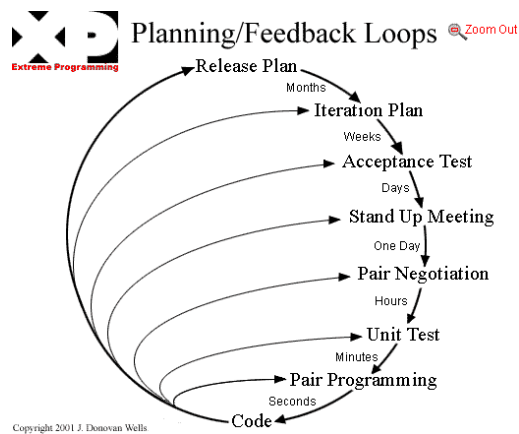 XP
Extreme Programming
Planning/Feedback Loops
Zoom Out
Release Plan
Months
Iteration Plan
Weeks
Acceptance Test
Days
Stand Up Meeting
One Day
Pair Negotiation
Hours
Unit Test
Minutes
Pair Programming
Seconds
Code
Copyright 2001 J. Donovan Wells